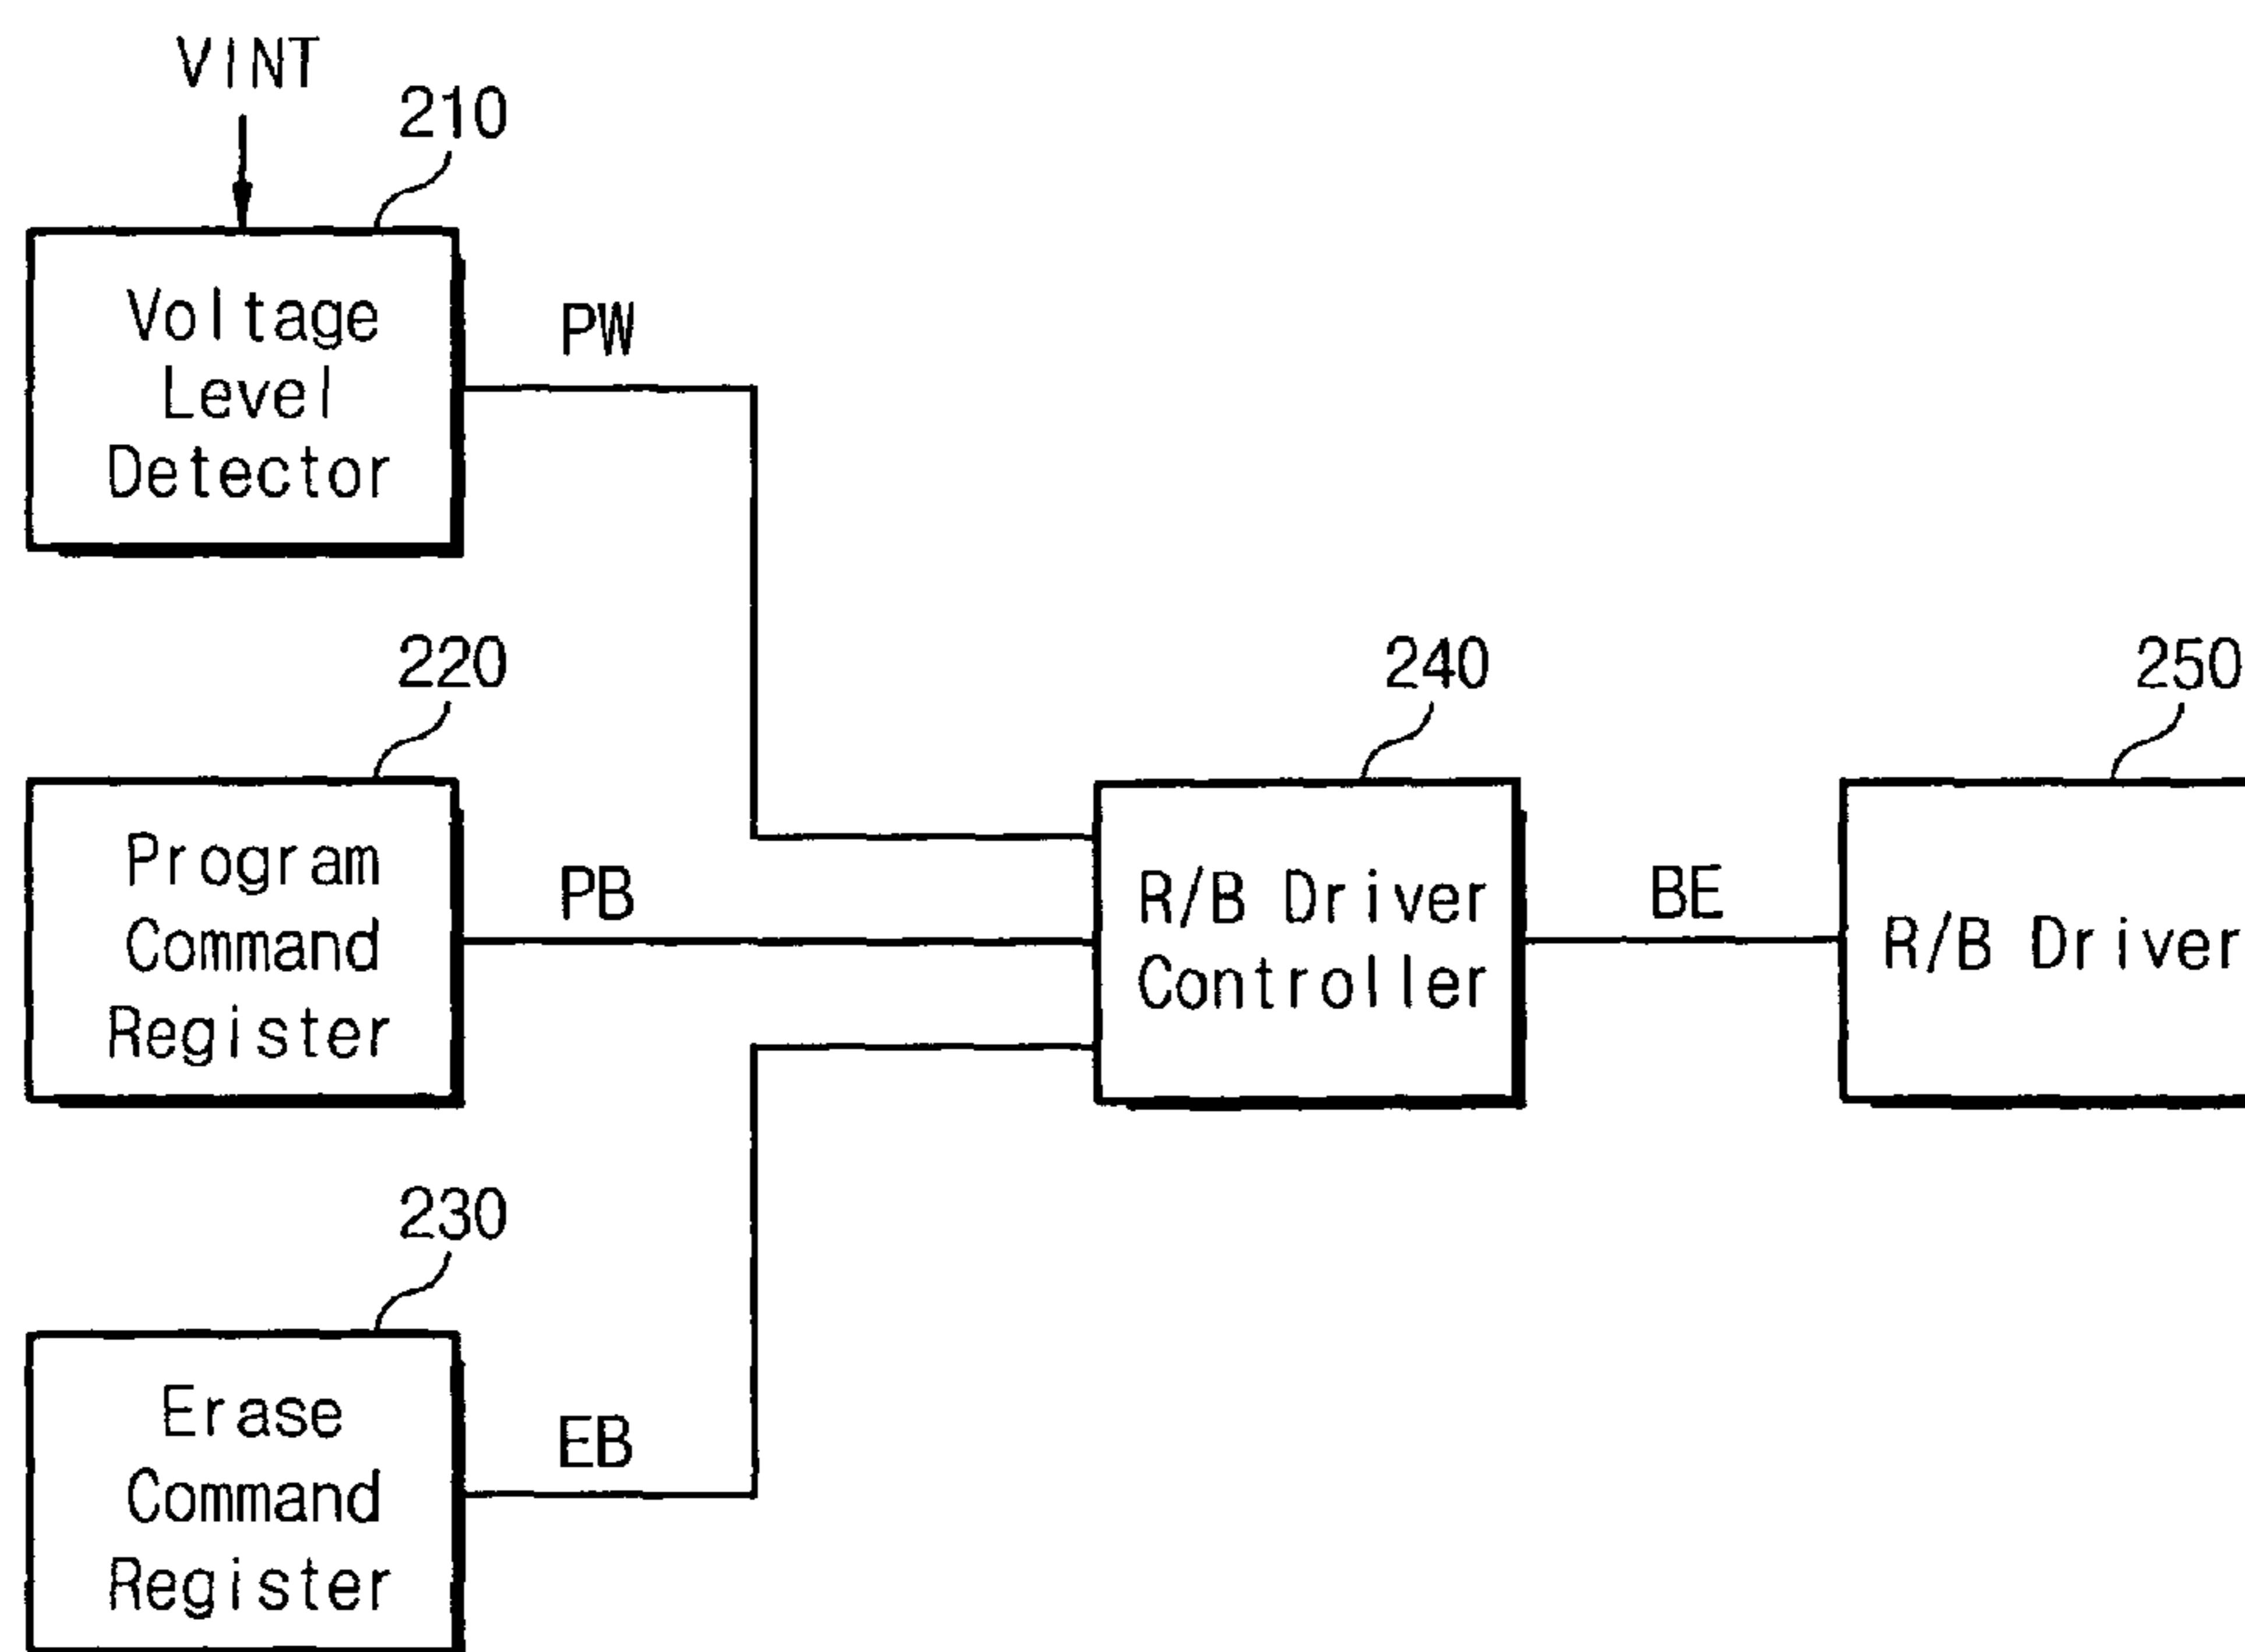 VINT
210
Voltage
Level
Detector
PW
220
Program
Command
Register
PB
230
Erase
Command
Register
EB
240
R/B Driver
Controller
BE
250
R/B Driver